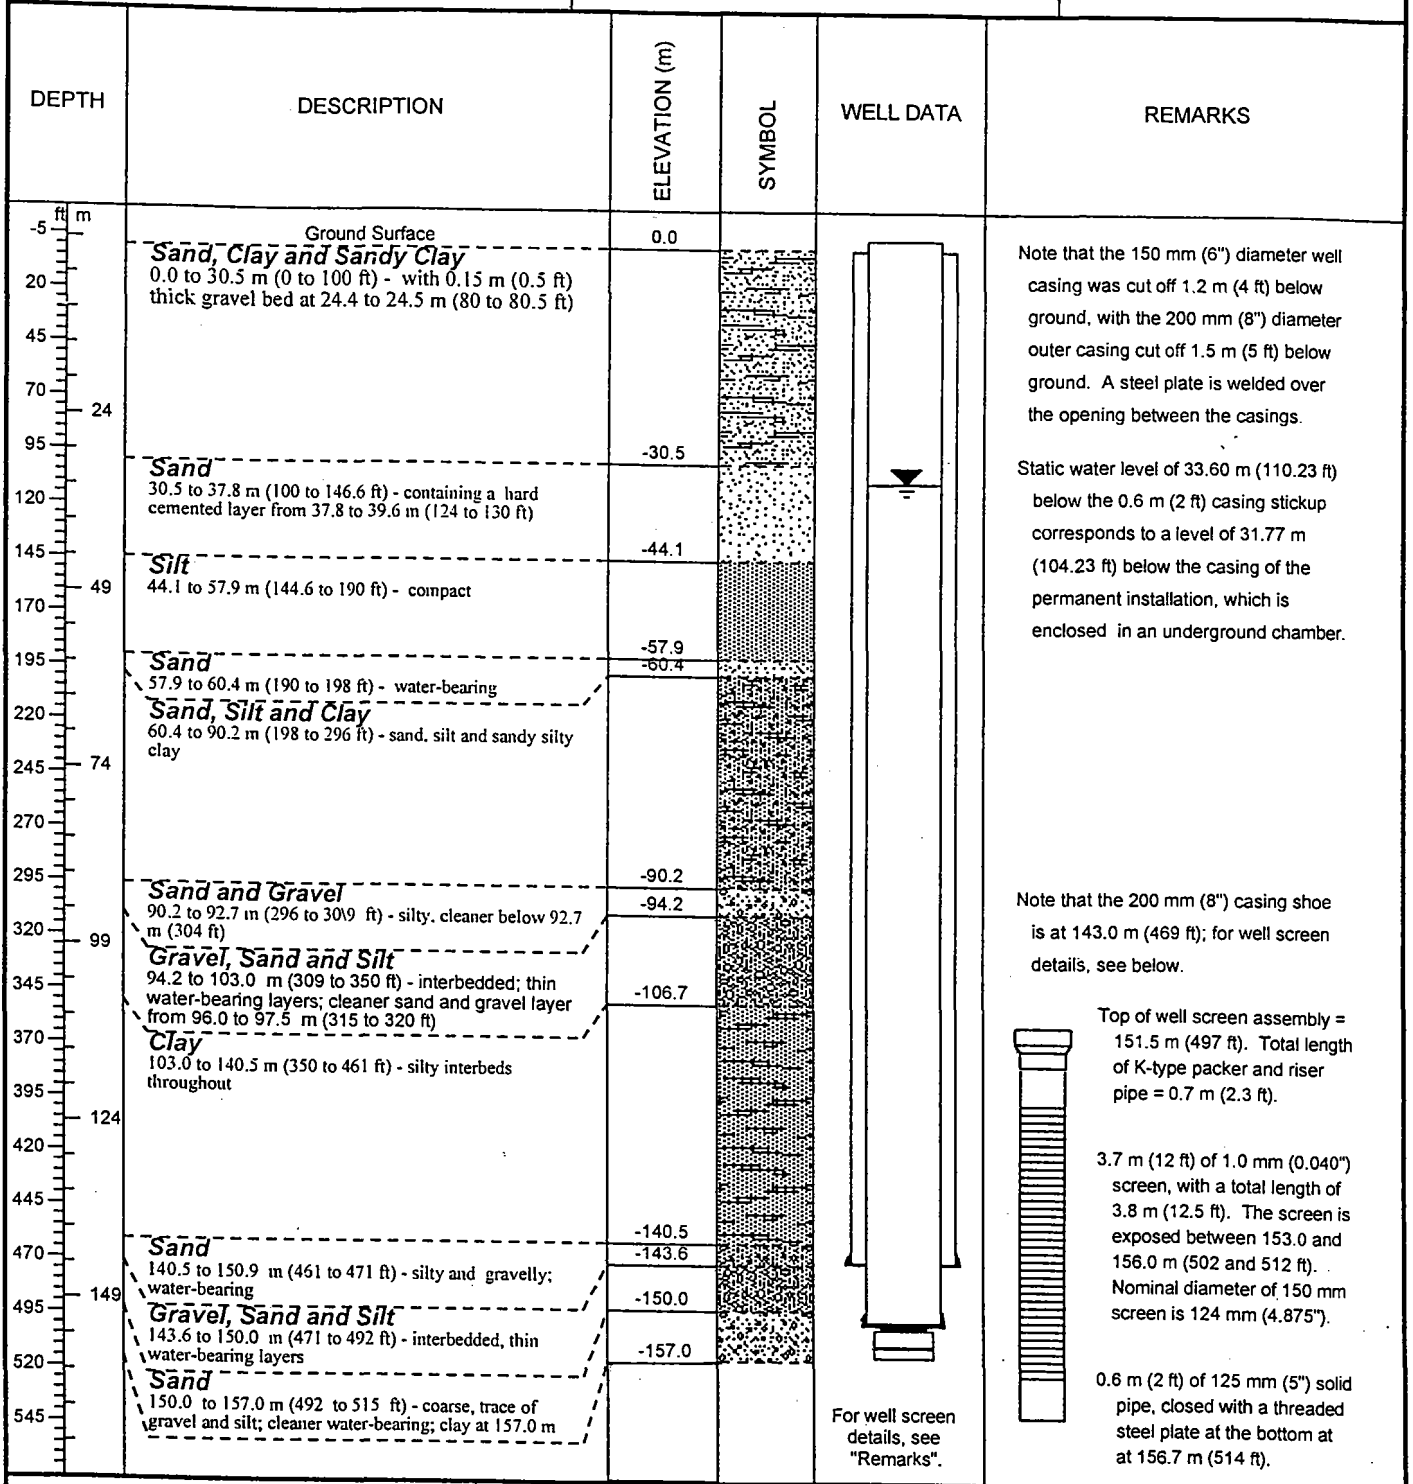 DEPTH
DESCRIPTION
ELEVATION (m)
SYMBOL
WELL DATA
REMARKS
ft m
-5
20
45
70
95
120
145
170
195
220
245
270
295
320
345
370
395
420
445
470
495
520
545
24
49
74
99
124
149
Ground Surface
Sand, Clay and Sandy Clay
0.0 to 30.5 m (0 to 100 ft) - with 0.15 m (0.5 ft)
thick gravel bed at 24.4 to 24.5 m (80 to 80.5 ft)
Sand
30.5 to 37.8 m (100 to 146.6 ft) - containing a hard
cemented layer from 37.8 to 39.6 m (124 to 130 ft)
Silt
44.1 to 57.9 m (144.6 to 190 ft) - compact
Sand
57.9 to 60.4 m (190 to 198 ft) - water-bearing
Sand, Silt and Clay
60.4 to 90.2 m (198 to 296 ft) - sand, silt and sandy silty
clay
Sand and Gravel
90.2 to 92.7 m (296 to 30\9 ft) - silty, cleaner below 92.7
m (304 ft)
Gravel, Sand and Silt
94.2 to 103.0 m (309 to 350 ft) - interbedded; thin
water-bearing layers; cleaner sand and gravel layer
from 96.0 to 97.5 m (315 to 320 ft)
Clay
103.0 to 140.5 m (350 to 461 ft) - silty interbeds
throughout
Sand
140.5 to 150.9 m (461 to 471 ft) - silty and gravelly;
water-bearing
Gravel, Sand and Silt
143.6 to 150.0 m (471 to 492 ft) - interbedded, thin
water-bearing layers
Sand
150.0 to 157.0 m (492 to 515 ft) - coarse, trace of
gravel and silt; cleaner water-bearing; clay at 157.0 m
0.0
-30.5
-44.1
-57.9
-60.4
-90.2
-94.2
-106.7
-140.5
-143.6
-150.0
-157.0
For well screen
details, see
"Remarks".
Note that the 150 mm (6") diameter well
casing was cut off 1.2 m (4 ft) below
ground, with the 200 mm (8") diameter
outer casing cut off 1.5 m (5 ft) below
ground. A steel plate is welded over
the opening between the casings.
Static water level of 33.60 m (110.23 ft)
below the 0.6 m (2 ft) casing stickup
corresponds to a level of 31.77 m
(104.23 ft) below the casing of the
permanent installation, which is
enclosed in an underground chamber.
Note that the 200 mm (8") casing shoe
is at 143.0 m (469 ft); for well screen
details, see below.
Top of well screen assembly =
151.5 m (497 ft). Total length
of K-type packer and riser
pipe = 0.7 m (2.3 ft).
3.7 m (12 ft) of 1.0 mm (0.040")
screen, with a total length of
3.8 m (12.5 ft). The screen is
exposed between 153.0 and
156.0 m (502 and 512 ft).
Nominal diameter of 150 mm
screen is 124 mm (4.875").
0.6 m (2 ft) of 125 mm (5") solid
pipe, closed with a threaded
steel plate at the bottom at
at 156.7 m (514 ft).